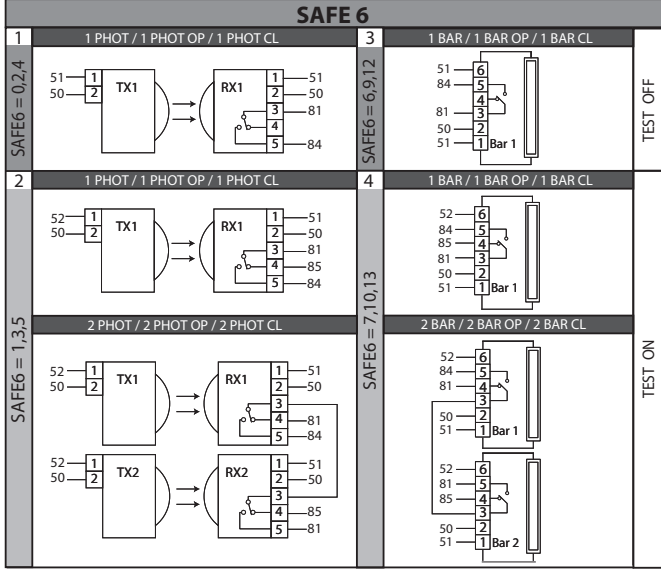 SAFE 6
1
1 PHOT / 1 PHOT OP / 1 PHOT CL
SAFE6 = 0,2,4
51 1
50 2
TX1
RX1
1 51
2 50
3 81
4
5 84
3
1 BAR / 1 BAR OP / 1 BAR CL
SAFE6 = 6,9,12
51 6
84 5
4
81 3
50 2
51 1 Bar 1
TEST OFF
2
1 PHOT / 1 PHOT OP / 1 PHOT CL
SAFE6 = 1,3,5
52 1
50 2
TX1
RX1
1 51
2 50
3 81
4 85
5 84
2 PHOT / 2 PHOT OP / 2 PHOT CL
52 1
50 2
TX1
RX1
1 51
2 50
3
4 81
5 84
52 1
50 2
TX2
RX2
1 51
2 50
3
4 85
5 81
4
1 BAR / 1 BAR OP / 1 BAR CL
SAFE6 = 7,10,13
52 6
84 5
85 4
81 3
50 2
51 1 Bar 1
2 BAR / 2 BAR OP / 2 BAR CL
52 6
84 5
81 4
3
50 2
51 1 Bar 1
52 6
81 5
85 4
3
50 2
51 1 Bar 2
TEST ON